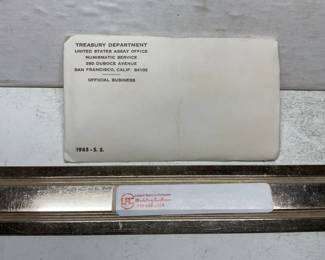 TREASURY DEPARTMENT
UNITED STATES ASSAY OFFICE
NUMISMATIC SERVICE
350 DUBOCE AVENUE
SAN FRANCISCO, CALIF. 94102
OFFICIAL BUSINESS
1965 - S. S.